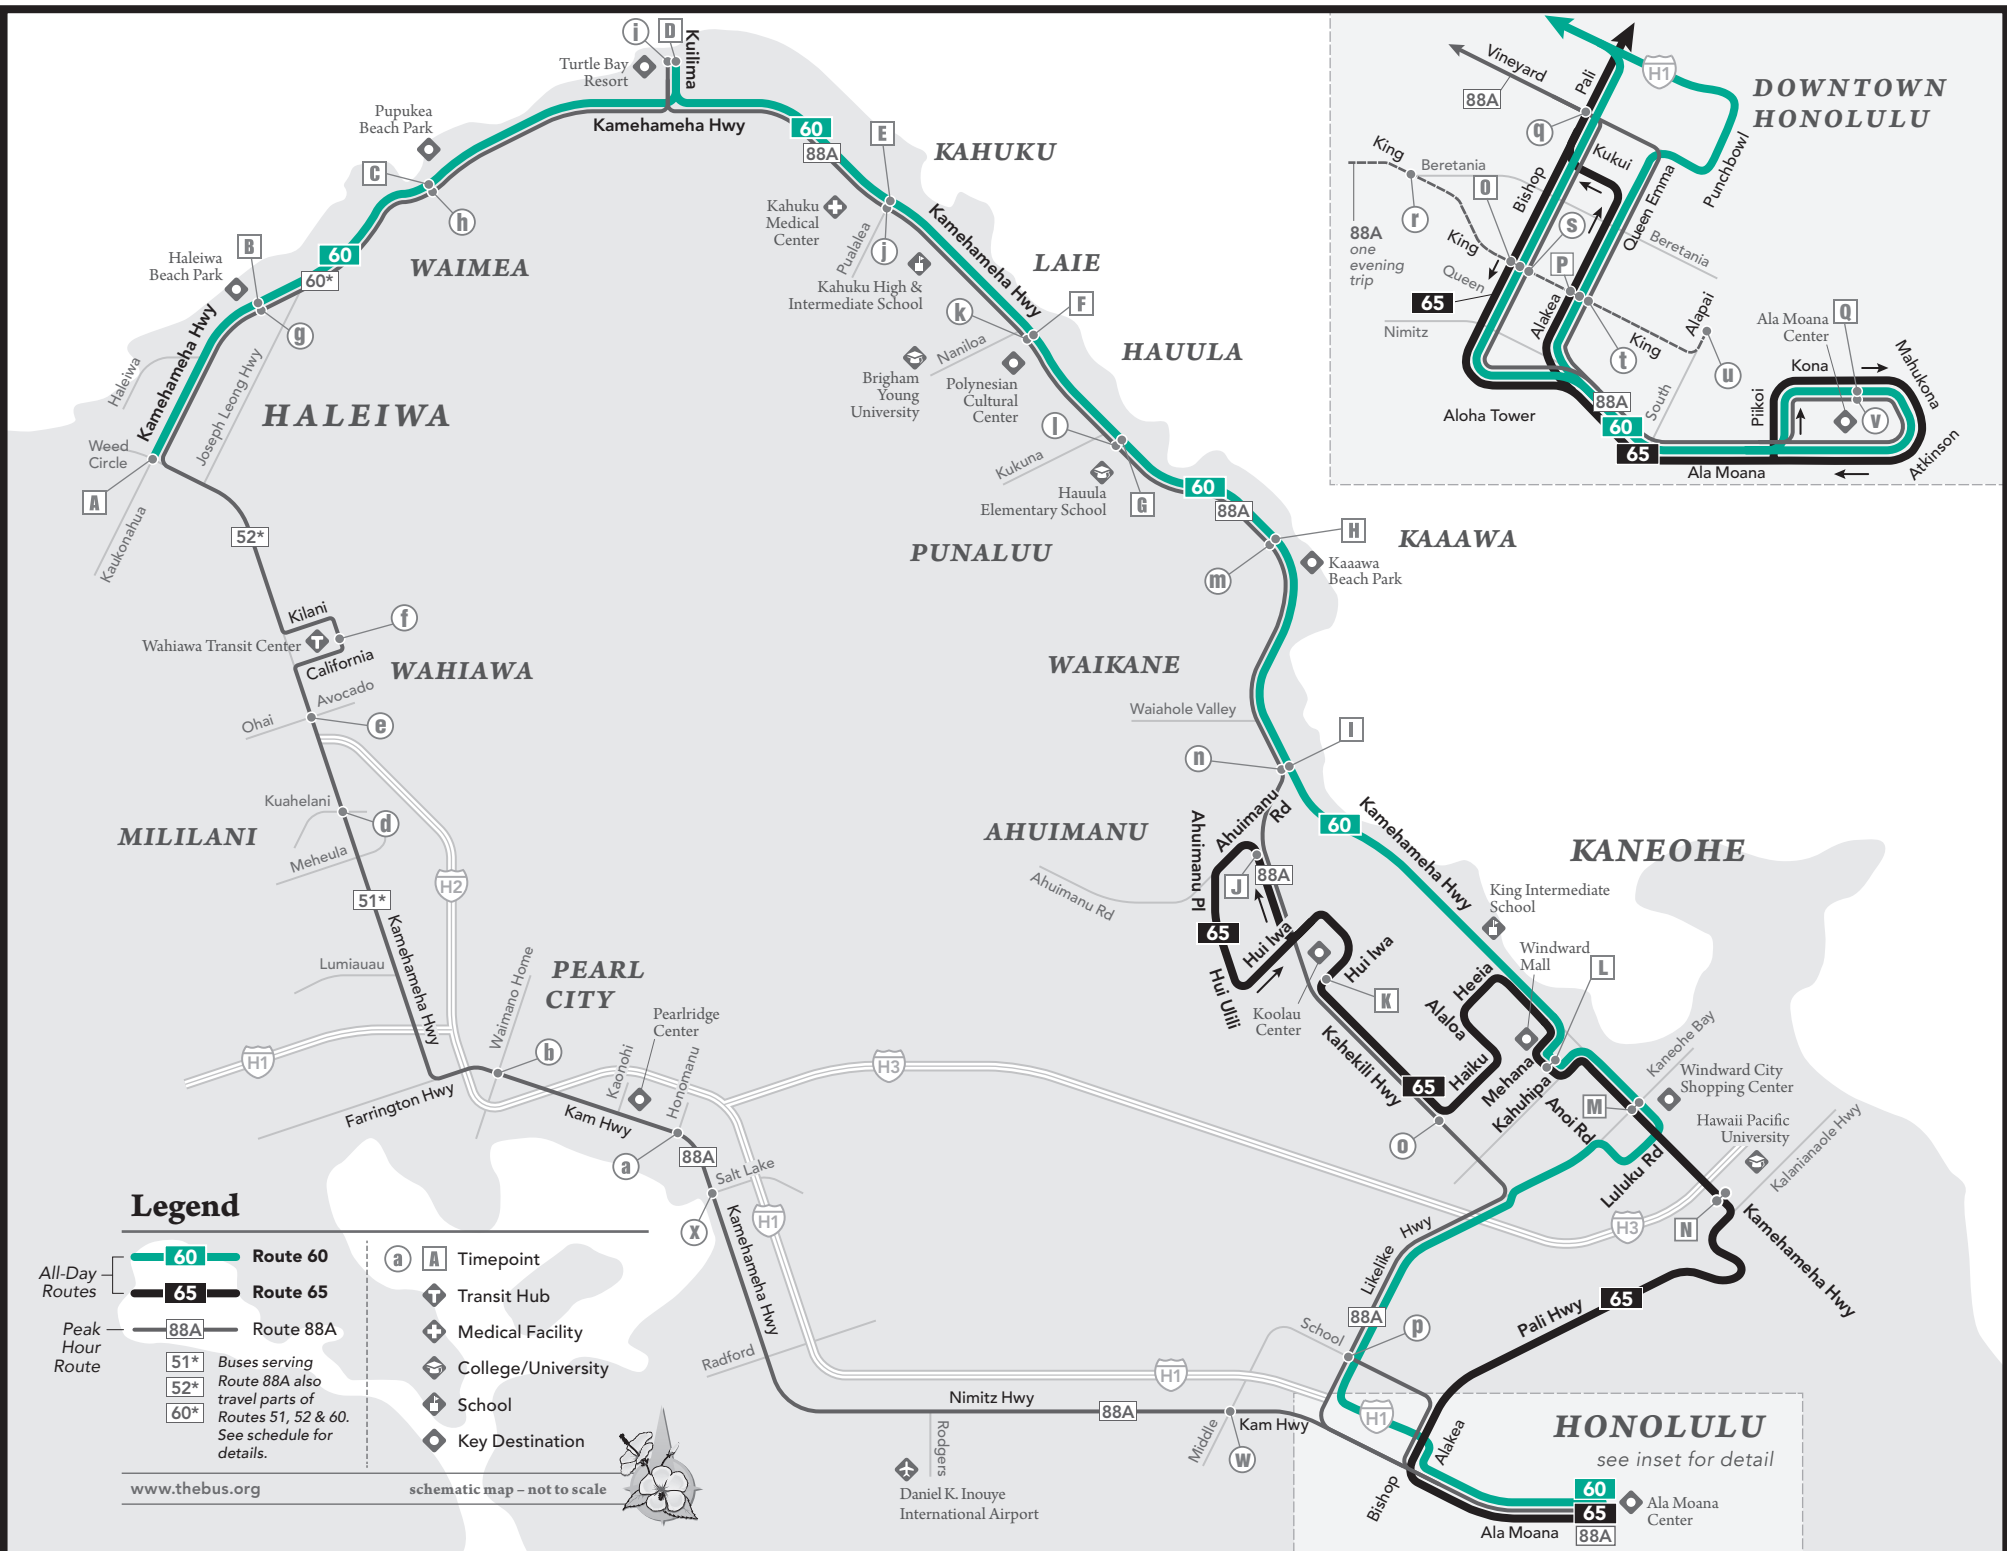 i
D
Kuilima
Turtle Bay
Resort
Kamehameha Hwy
60
88A
E
KAHUKU
Pupukea
Beach Park
C
h
Haleiwa
Beach Park
B
60
60*
WAIMEA
g
Kamehameha Hwy
Haleiwa
Joseph Leong Hwy
HALEIWA
Weed
Circle
A
Kaukonahua
52*
Kahuku
Medical
Center
Pualalea
j
Kamehameha Hwy
Kahuku High &
Intermediate School
LAIE
k
F
Naniloa
Brigham
Young
University
Polynesian
Cultural
Center
HAUULA
l
Kukuna
Hauula
Elementary School
G
60
88A
PUNALUU
H
KAAAWA
Kaaawa
Beach Park
m
WAIKANE
Waiahole Valley
n
I
DOWNTOWN
HONOLULU
Vineyard
88A
Pali
H1
q
Kukui
Punchbowl
King
Beretania
O
Bishop
Queen Emma
r
s
88A
one
evening
trip
King
Queen
P
Beretania
65
Nimitz
Alakea
King
Alapai
t
u
South
Aloha Tower
88A
60
65
Ala Moana
Center
Q
Kona
Mahukona
Piikoi
v
Atkinson
Ala Moana
Kilani
f
Wahiawa Transit Center
California
WAHIAWA
Avocado
Ohai
e
Kuahelani
d
MILILANI
Meheula
H2
51*
Kamehameha Hwy
Lumiauau
H1
Waimano Home
PEARL
CITY
b
Farrington Hwy
Kam Hwy
Kaonohi
Pearlridge
Center
Honomanu
a
88A
Salt Lake
x
Kamehameha Hwy
H1
H3
AHUIMANU
Ahuimanu Rd
Ahuimanu
Rd
Ahuimanu Pl
J
88A
65
Hui Iwa
Hui Ulili
Hui Iwa
K
Koolau
Center
Kahekili Hwy
60
Kamehameha Hwy
KANEOHE
King Intermediate
School
Windward
Mall
L
Heeia
Alaloa
Haiku
65
Mehana
Kahuhipa
Anoi Rd
o
M
Kaneohe Bay
Windward City
Shopping Center
Hawaii Pacific
University
Kalanianaole Hwy
Luluku Rd
N
H3
Kamehameha Hwy
Likelike
Hwy
88A
School
p
65
Pali Hwy
Radford
Nimitz Hwy
88A
H1
Middle
Kam Hwy
w
Rodgers
Daniel K. Inouye
International Airport
H1
HONOLULU
see inset for detail
Alakea
Bishop
60
65
88A
Ala Moana
Ala Moana
Center
Legend
All-Day
Routes
60
Route 60
65
Route 65
Peak
Hour
Route
88A
Route 88A
51*
52*
60*
Buses serving
Route 88A also
travel parts of
Routes 51, 52 & 60.
See schedule for
details.
a
A
Timepoint
Transit Hub
Medical Facility
College/University
School
Key Destination
www.thebus.org
schematic map – not to scale